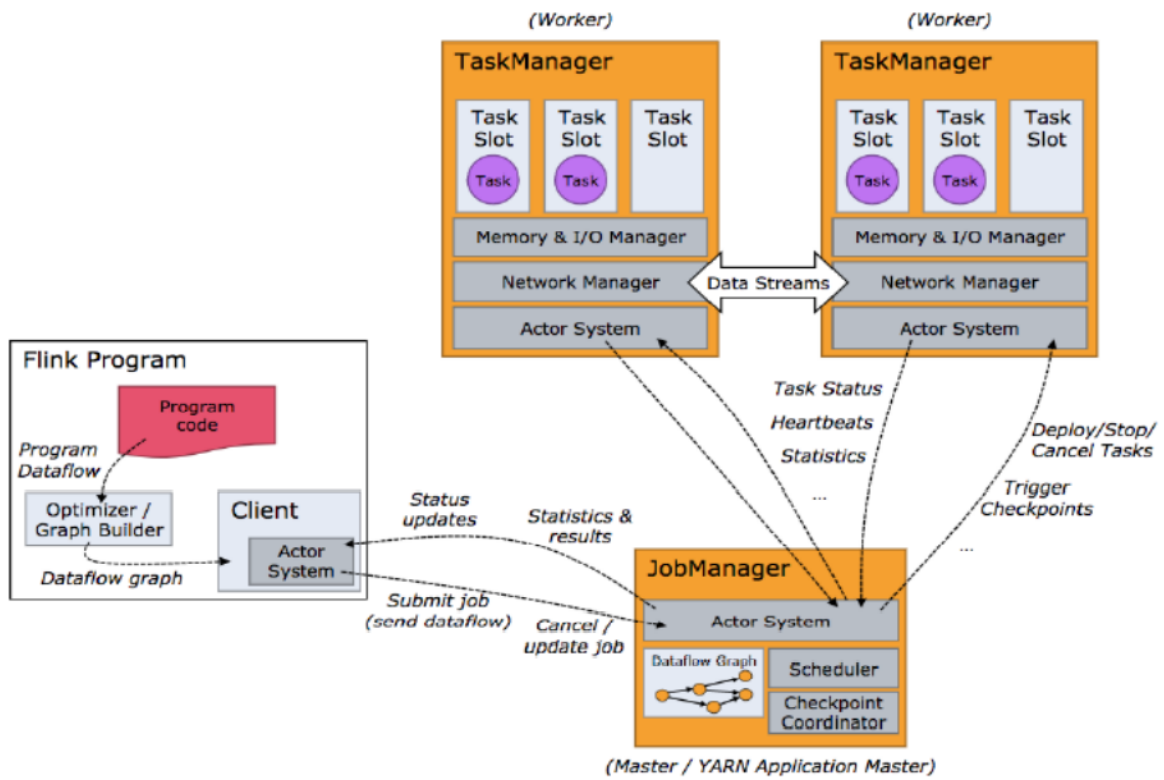 (Worker)
(Worker)
TaskManager
TaskManager
Task Slot
Task Slot
Task Slot
Task
Task
Task Slot
Task Slot
Task Slot
Task
Task
Memory & I/O Manager
Memory & I/O Manager
Network Manager
Data Streams
Network Manager
Actor System
Actor System
Flink Program
Program
code
Program
Dataflow
Optimizer /
Graph Builder
Dataflow graph
Client
Actor
System
Status
updates
Statistics &
results
Submit job
(send dataflow)
Cancel /
update job
Task Status
Heartbeats
Statistics
...
Deploy/Stop/
Cancel Tasks
Trigger
Checkpoints
...
JobManager
Actor System
Dataflow Graph
Scheduler
Checkpoint
Coordinator
(Master / YARN Application Master)